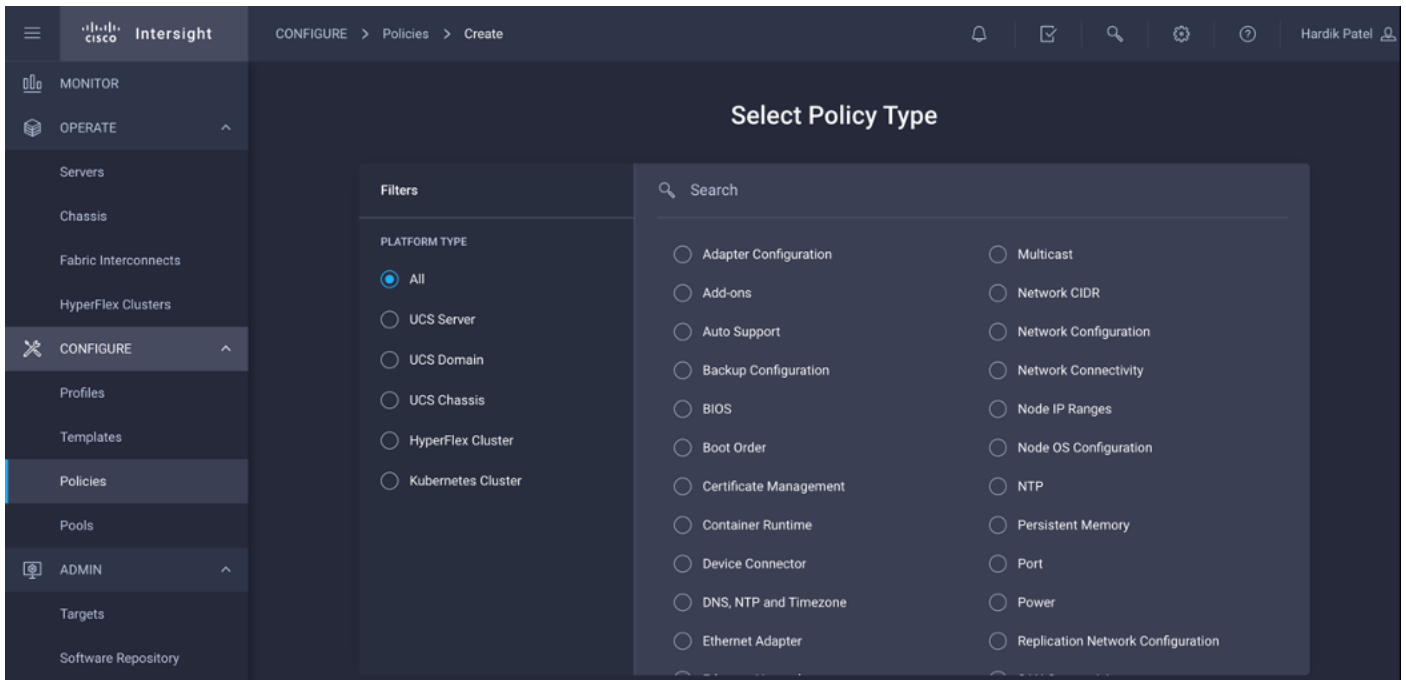 cisco Intersight
CONFIGURE > Policies > Create
Hardik Patel
MONITOR
OPERATE
Servers
Chassis
Fabric Interconnects
HyperFlex Clusters
CONFIGURE
Profiles
Templates
Policies
Pools
ADMIN
Targets
Software Repository
Select Policy Type
Filters
PLATFORM TYPE
All
UCS Server
UCS Domain
UCS Chassis
HyperFlex Cluster
Kubernetes Cluster
Search
Adapter Configuration
Add-ons
Auto Support
Backup Configuration
BIOS
Boot Order
Certificate Management
Container Runtime
Device Connector
DNS, NTP and Timezone
Ethernet Adapter
Multicast
Network CIDR
Network Configuration
Network Connectivity
Node IP Ranges
Node OS Configuration
NTP
Persistent Memory
Port
Power
Replication Network Configuration